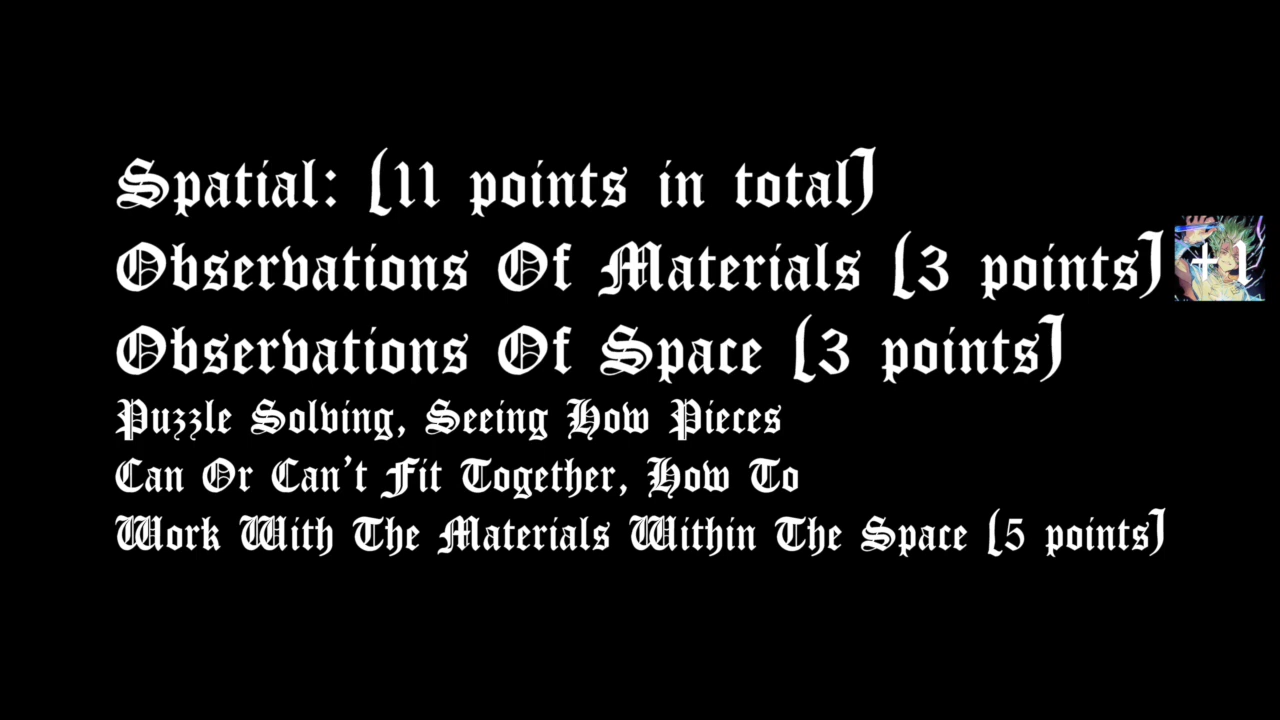 Spatial: (11 points in total)
Observations Of Materials (3 points) +1
Observations Of Space (3 points)
Puzzle Solving, Seeing How Pieces
Can Or Can't Fit Together, How To
Work With The Materials Within The Space (5 points)